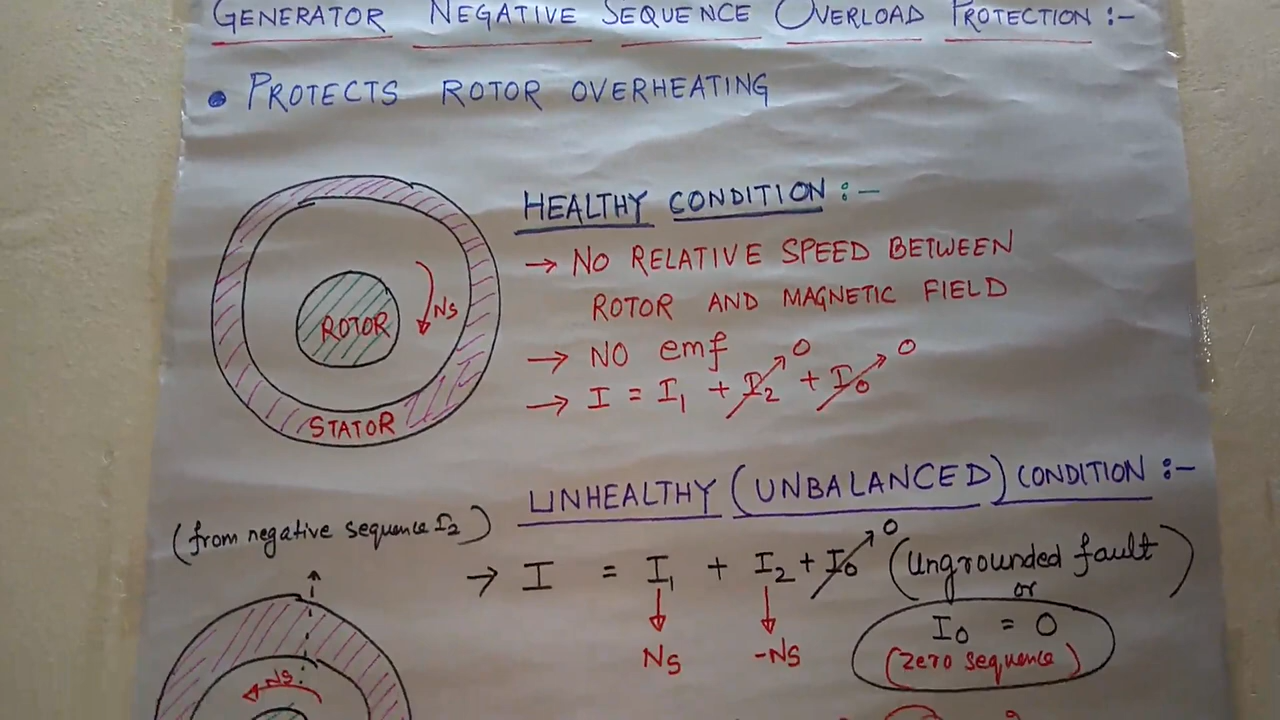 GENERATOR NEGATIVE SEQUENCE OVERLOAD PROTECTION :-
• PROTECTS ROTOR OVERHEATING
HEALTHY CONDITION :-
→ NO RELATIVE SPEED BETWEEN
ROTOR AND MAGNETIC FIELD
→ NO emf
→ I = I₁ + I₂ 0 + I₀ 0
ROTOR
NS
STATOR
UNHEALTHY (UNBALANCED) CONDITION :-
(from negative sequence I₂)
→ I = I₁ + I₂ + I₀ 0 (Ungrounded fault)
or
I₀ = 0
(zero sequence)
NS -NS
NS